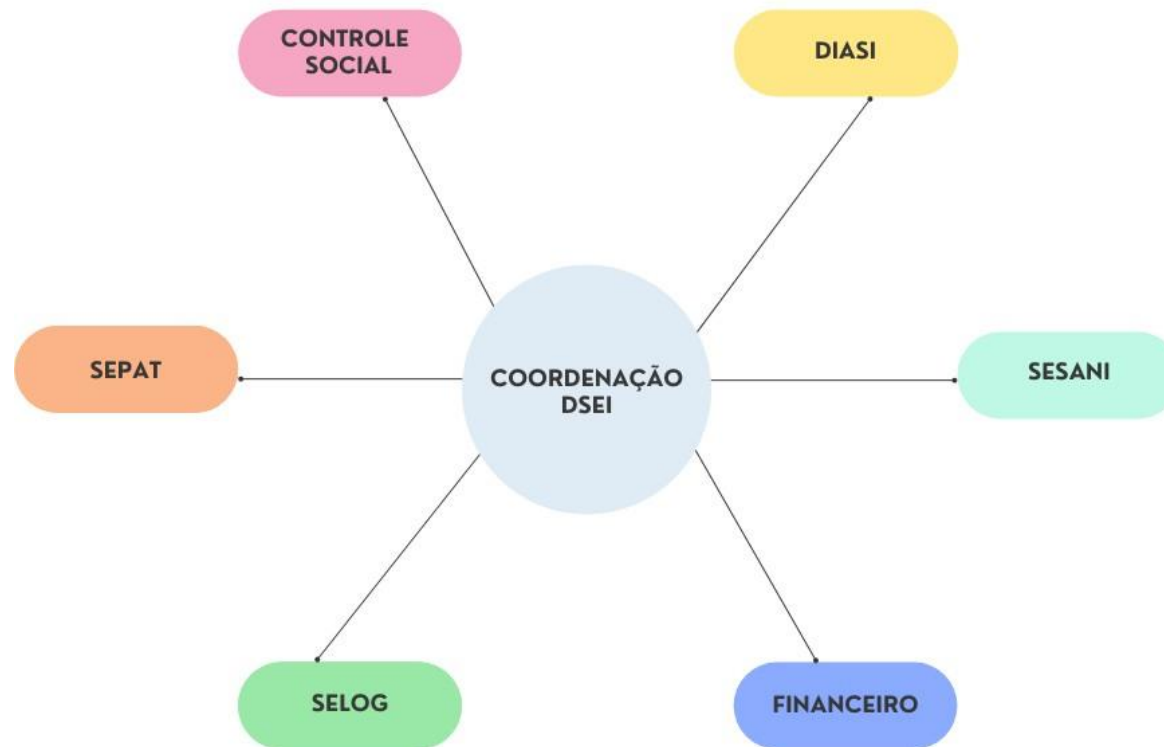 CONTROLE
SOCIAL
DIASI
SEPAT
COORDENAÇÃO
DSEI
SESANI
SELOG
FINANCEIRO